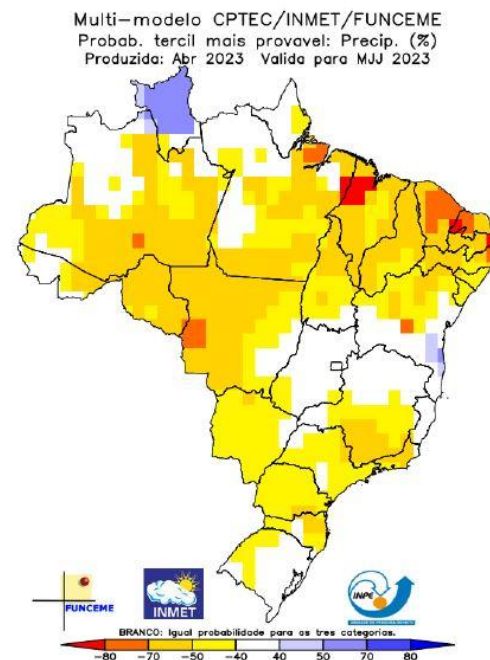 Multi-modelo CPTEC/INMET/FUNCEME
Probab. tercil mais provavel: Precip. (%)
Produzida: Abr 2023 Valida para MJJ 2023
FUNCEME
INMET
INPE
BRANCO: Igual probabilidade para as tres categorias.
-80 -70 -50 -40 40 50 70 80